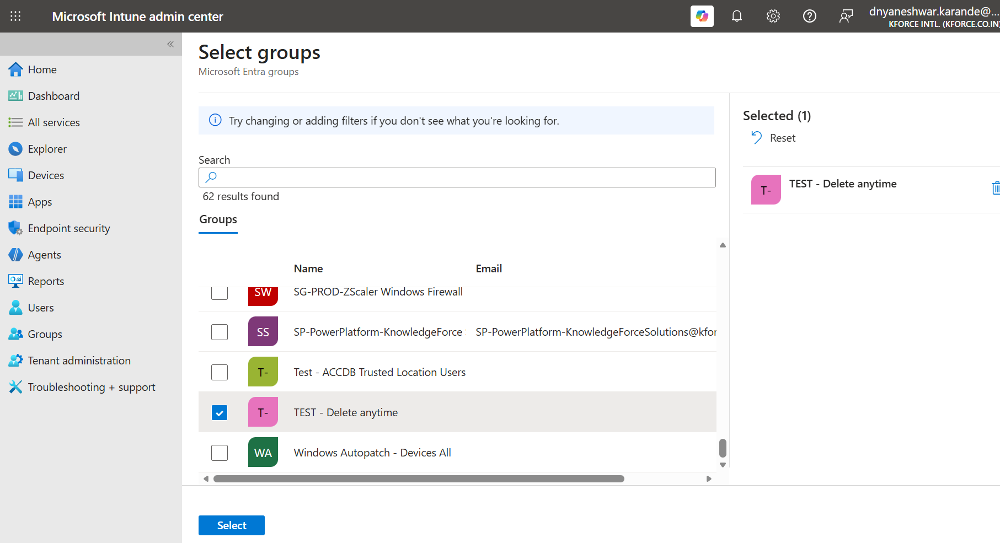 Microsoft Intune admin center
dnyaneshwar.karande@...
KFORCE INTL. (KFORCE.CO.IN)
Home
Dashboard
All services
Explorer
Devices
Apps
Endpoint security
Agents
Reports
Users
Groups
Tenant administration
Troubleshooting + support
Select groups
Microsoft Entra groups
Try changing or adding filters if you don't see what you're looking for.
Search
62 results found
Groups
Name Email
SW SG-PROD-ZScaler Windows Firewall
SS SP-PowerPlatform-KnowledgeForce SP-PowerPlatform-KnowledgeForceSolutions@kfor
T- Test - ACCDB Trusted Location Users
T- TEST - Delete anytime
WA Windows Autopatch - Devices All
Select
Selected (1)
Reset
T- TEST - Delete anytime